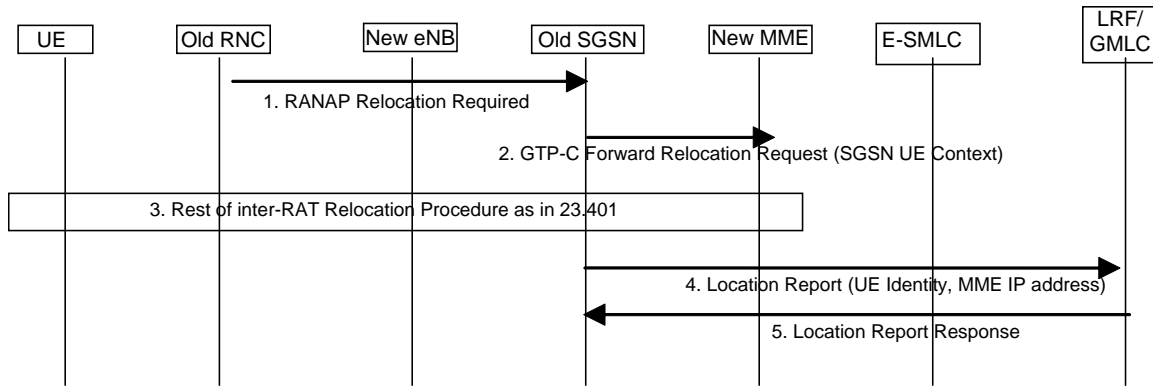 UE
Old RNC
New eNB
Old SGSN
New MME
E-SMLC
LRF/
GMLC
1. RANAP Relocation Required
2. GTP-C Forward Relocation Request (SGSN UE Context)
3. Rest of inter-RAT Relocation Procedure as in 23.401
4. Location Report (UE Identity, MME IP address)
5. Location Report Response